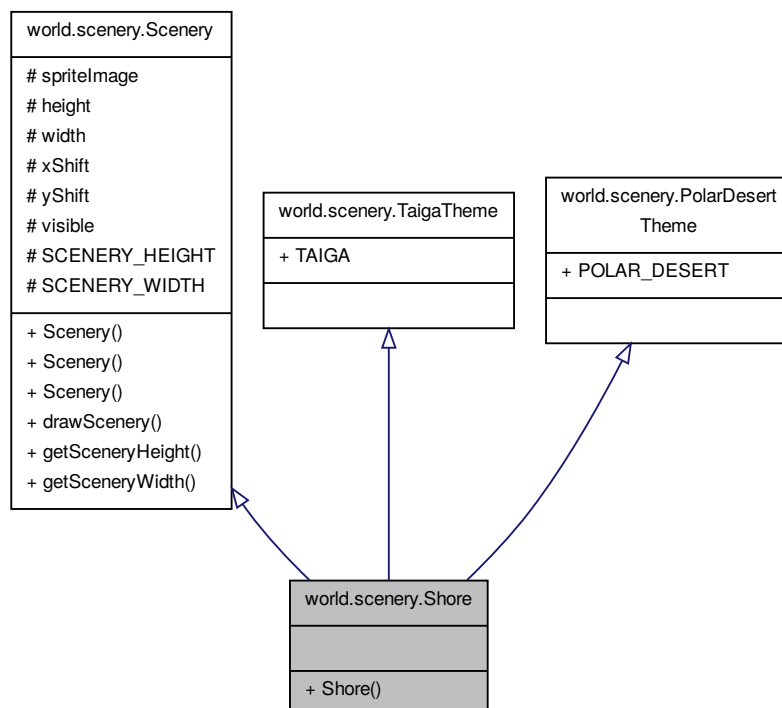 world.scenery.Scenery
# spriteImage
# height
# width
# xShift
# yShift
# visible
# SCENERY_HEIGHT
# SCENERY_WIDTH
+ Scenery()
+ Scenery()
+ Scenery()
+ drawScenery()
+ getSceneryHeight()
+ getSceneryWidth()
world.scenery.TaigaTheme
+ TAIGA
world.scenery.PolarDesert
Theme
+ POLAR_DESERT
world.scenery.Shore
+ Shore()